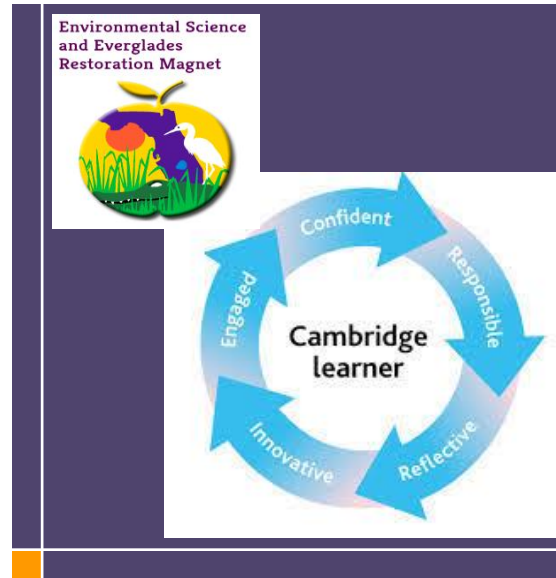 Environmental Science
and Everglades
Restoration Magnet
Confident
Responsible
Reflective
Innovative
Engaged
Cambridge
learner